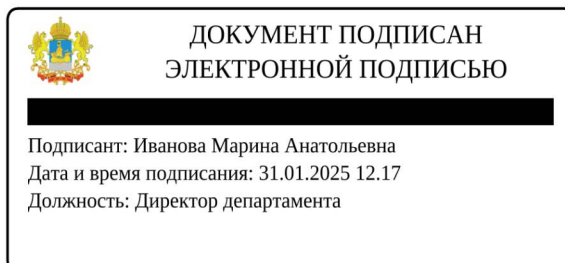 ДОКУМЕНТ ПОДПИСАН
ЭЛЕКТРОННОЙ ПОДПИСЬЮ
Подписант: Иванова Марина Анатольевна
Дата и время подписания: 31.01.2025 12.17
Должность: Директор департамента